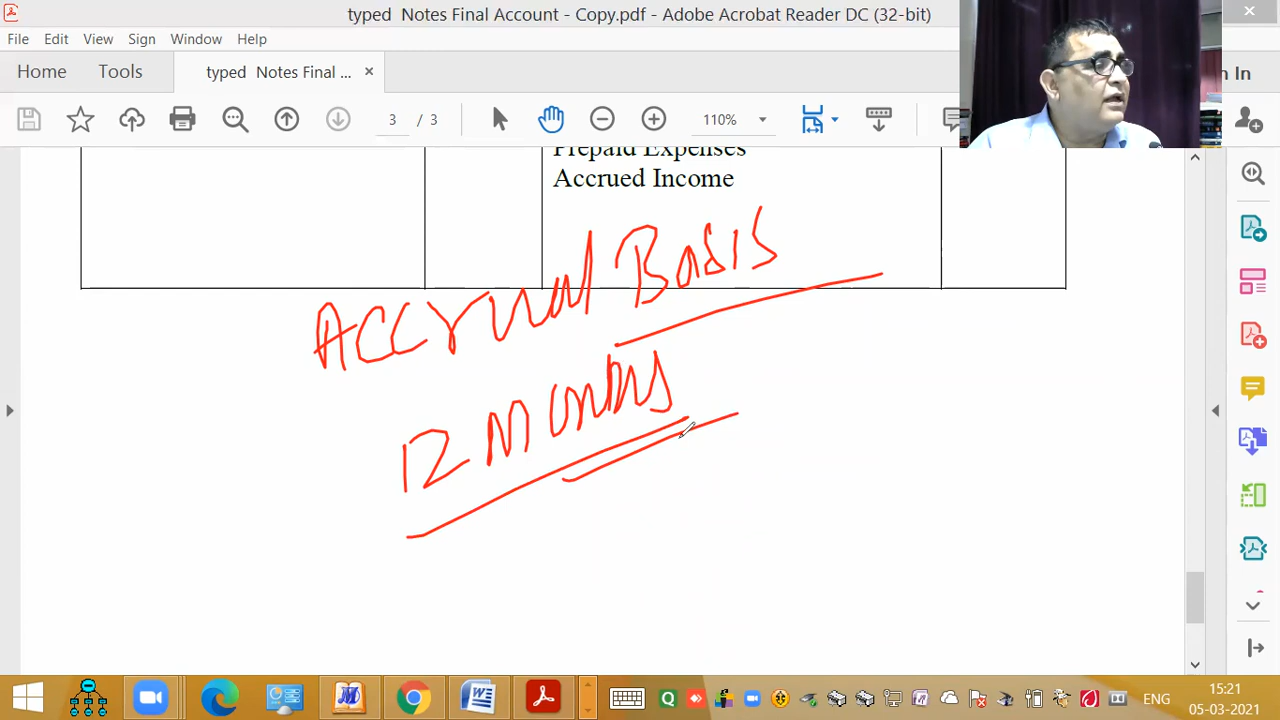 typed Notes Final Account - Copy.pdf - Adobe Acrobat Reader DC (32-bit)
File Edit View Sign Window Help
Home Tools typed Notes Final ... In
3 / 3 110%
Prepaid Expenses
Accrued Income
Accrual Basis
12 Months
ENG
15:21
05-03-2021